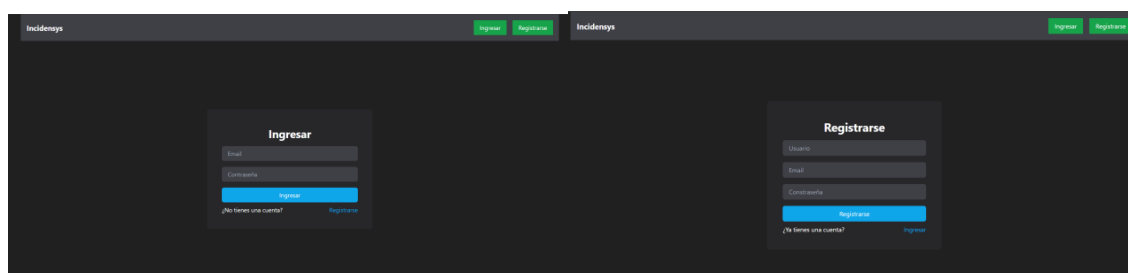 Incidensys
Ingresar
Registrarse
Ingresar
Email
Contraseña
Ingresar
¿No tienes una cuenta? Registrarse
Incidensys
Ingresar
Registrarse
Registrarse
Usuario
Email
Constraseña
Registrarse
¿Ya tienes una cuenta? Ingresar